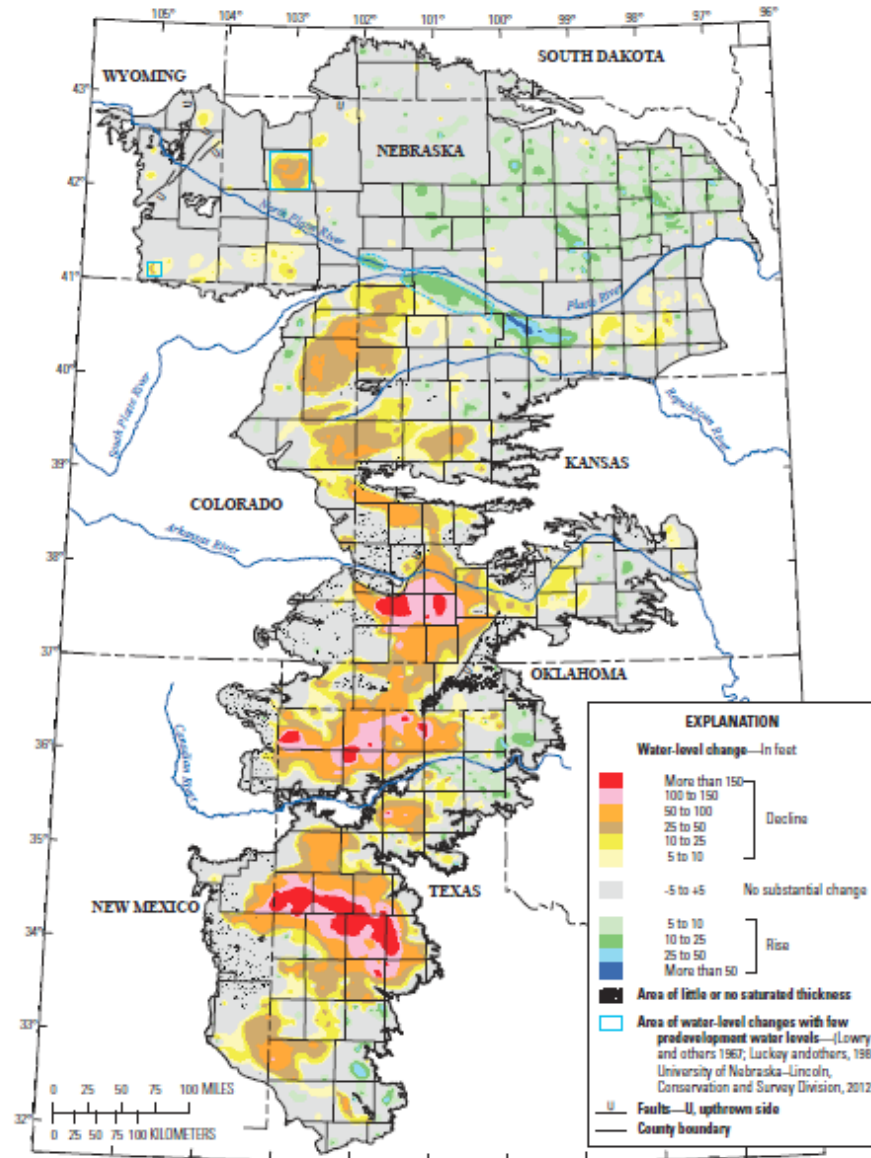 105° 104° 103° 102° 101° 100° 99° 98° 97° 96°
WYOMING
SOUTH DAKOTA
43°
U
NEBRASKA
42°
North Platte River
41°
Platte River
40°
South Platte River
Republican River
39°
KANSAS
COLORADO
Arkansas River
38°
37°
OKLAHOMA
36°
Canadian River
35°
TEXAS
NEW MEXICO
34°
33°
32°
0 25 50 75 100 MILES
0 25 50 75 100 KILOMETERS
EXPLANATION
Water-level change—In feet
More than 150
100 to 150
50 to 100
25 to 50
10 to 25
5 to 10
Decline
-5 to +5 No substantial change
5 to 10
10 to 25
25 to 50
More than 50
Rise
Area of little or no saturated thickness
Area of water-level changes with few
predevelopment water levels—(Lowry
and others 1967; Luckey andothers, 198
University of Nebraska–Lincoln,
Conservation and Survey Division, 2012
U Faults—U, upthrown side
County boundary